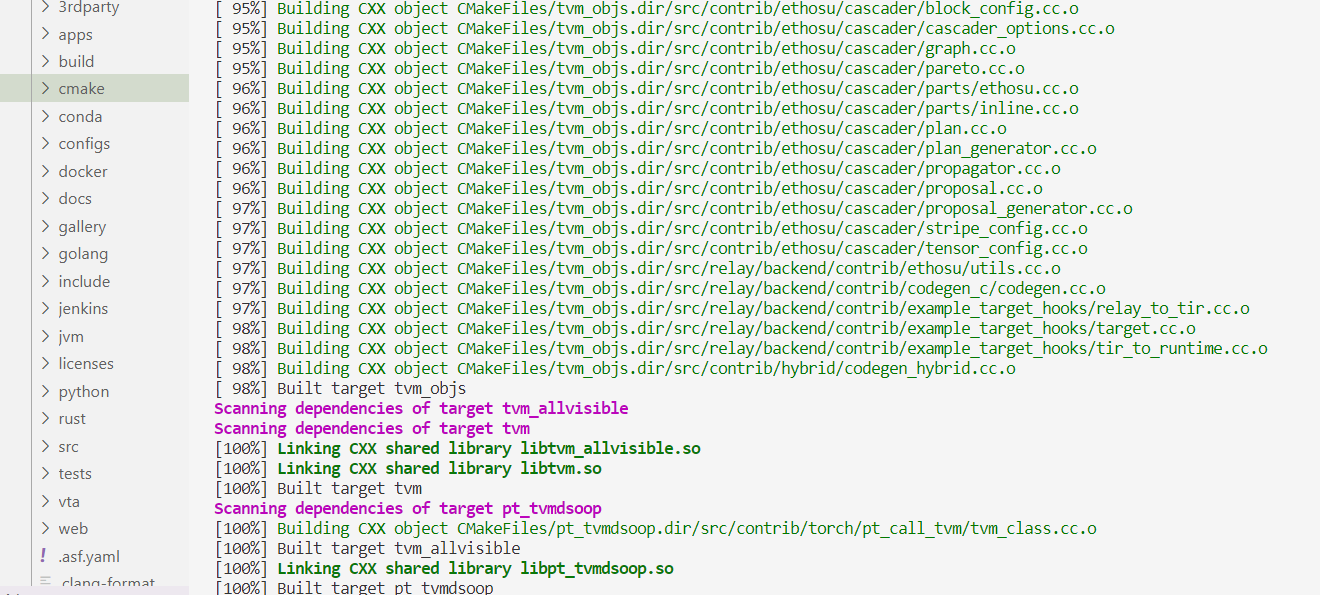 3rdparty
apps
build
cmake
conda
configs
docker
docs
gallery
golang
include
jenkins
jvm
licenses
python
rust
src
tests
vta
web
! .asf.yaml
.clang-format
[ 95%] Building CXX object CMakeFiles/tvm_objs.dir/src/contrib/ethosu/cascader/block_config.cc.o
[ 95%] Building CXX object CMakeFiles/tvm_objs.dir/src/contrib/ethosu/cascader/cascader_options.cc.o
[ 95%] Building CXX object CMakeFiles/tvm_objs.dir/src/contrib/ethosu/cascader/graph.cc.o
[ 95%] Building CXX object CMakeFiles/tvm_objs.dir/src/contrib/ethosu/cascader/pareto.cc.o
[ 96%] Building CXX object CMakeFiles/tvm_objs.dir/src/contrib/ethosu/cascader/parts/ethosu.cc.o
[ 96%] Building CXX object CMakeFiles/tvm_objs.dir/src/contrib/ethosu/cascader/parts/inline.cc.o
[ 96%] Building CXX object CMakeFiles/tvm_objs.dir/src/contrib/ethosu/cascader/plan.cc.o
[ 96%] Building CXX object CMakeFiles/tvm_objs.dir/src/contrib/ethosu/cascader/plan_generator.cc.o
[ 96%] Building CXX object CMakeFiles/tvm_objs.dir/src/contrib/ethosu/cascader/propagator.cc.o
[ 96%] Building CXX object CMakeFiles/tvm_objs.dir/src/contrib/ethosu/cascader/proposal.cc.o
[ 97%] Building CXX object CMakeFiles/tvm_objs.dir/src/contrib/ethosu/cascader/proposal_generator.cc.o
[ 97%] Building CXX object CMakeFiles/tvm_objs.dir/src/contrib/ethosu/cascader/stripe_config.cc.o
[ 97%] Building CXX object CMakeFiles/tvm_objs.dir/src/contrib/ethosu/cascader/tensor_config.cc.o
[ 97%] Building CXX object CMakeFiles/tvm_objs.dir/src/relay/backend/contrib/ethosu/utils.cc.o
[ 97%] Building CXX object CMakeFiles/tvm_objs.dir/src/relay/backend/contrib/codegen_c/codegen.cc.o
[ 97%] Building CXX object CMakeFiles/tvm_objs.dir/src/relay/backend/contrib/example_target_hooks/relay_to_tir.cc.o
[ 98%] Building CXX object CMakeFiles/tvm_objs.dir/src/relay/backend/contrib/example_target_hooks/target.cc.o
[ 98%] Building CXX object CMakeFiles/tvm_objs.dir/src/relay/backend/contrib/example_target_hooks/tir_to_runtime.cc.o
[ 98%] Building CXX object CMakeFiles/tvm_objs.dir/src/contrib/hybrid/codegen_hybrid.cc.o
[ 98%] Built target tvm_objs
Scanning dependencies of target tvm_allvisible
Scanning dependencies of target tvm
[100%] Linking CXX shared library libtvm_allvisible.so
[100%] Linking CXX shared library libtvm.so
[100%] Built target tvm
Scanning dependencies of target pt_tvmdsoop
[100%] Building CXX object CMakeFiles/pt_tvmdsoop.dir/src/contrib/torch/pt_call_tvm/tvm_class.cc.o
[100%] Built target tvm_allvisible
[100%] Linking CXX shared library libpt_tvmdsoop.so
[100%] Built target pt_tvmdsoop